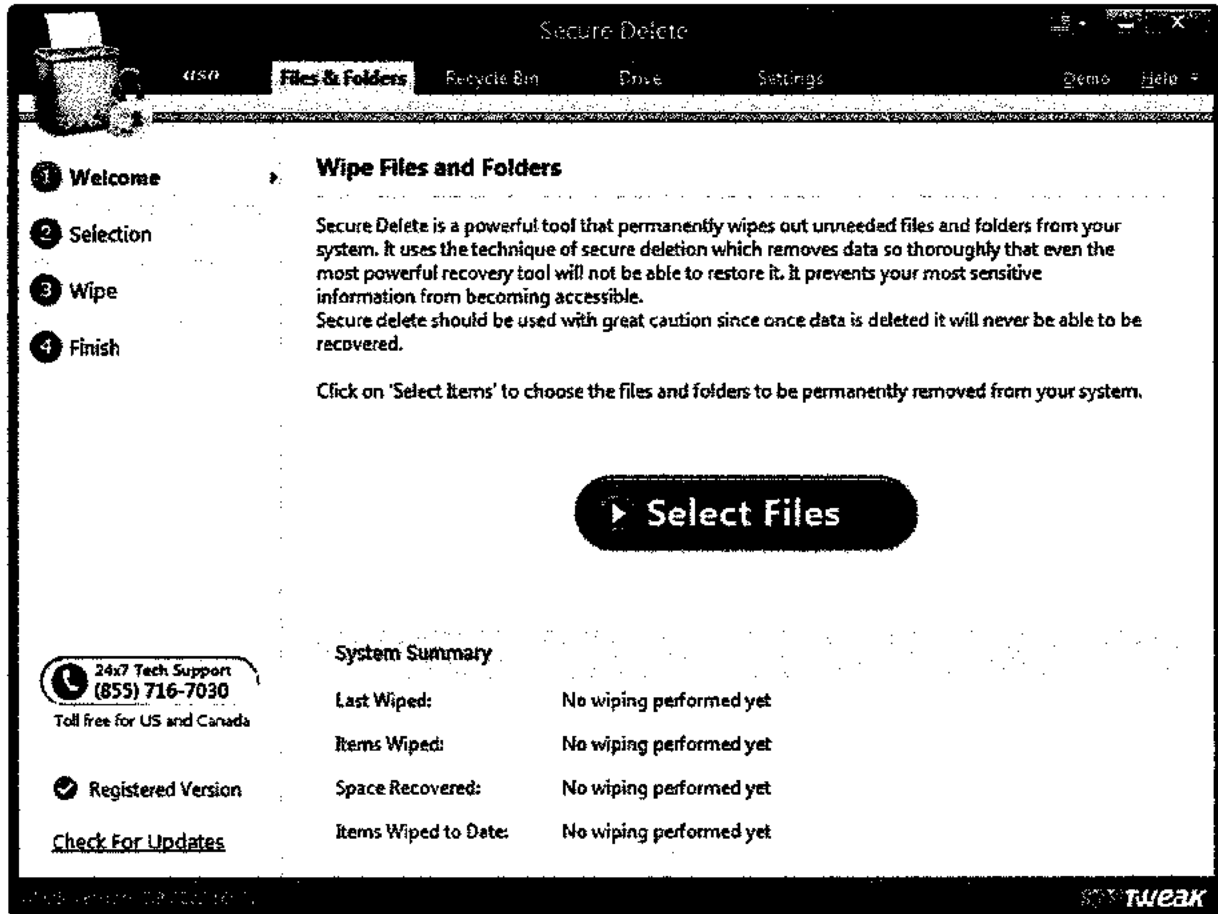 Secure Delete
aso Files & Folders Recycle Bin Drive Settings Demo Help
1 Welcome
2 Selection
3 Wipe
4 Finish
Wipe Files and Folders
Secure Delete is a powerful tool that permanently wipes out unneeded files and folders from your
system. It uses the technique of secure deletion which removes data so thoroughly that even the
most powerful recovery tool will not be able to restore it. It prevents your most sensitive
information from becoming accessible.
Secure delete should be used with great caution since once data is deleted it will never be able to be
recovered.
Click on 'Select Items' to choose the files and folders to be permanently removed from your system.
Select Files
24x7 Tech Support
(855) 716-7030
Toll free for US and Canada
Registered Version
Check For Updates
System Summary
Last Wiped: No wiping performed yet
Items Wiped: No wiping performed yet
Space Recovered: No wiping performed yet
Items Wiped to Date: No wiping performed yet